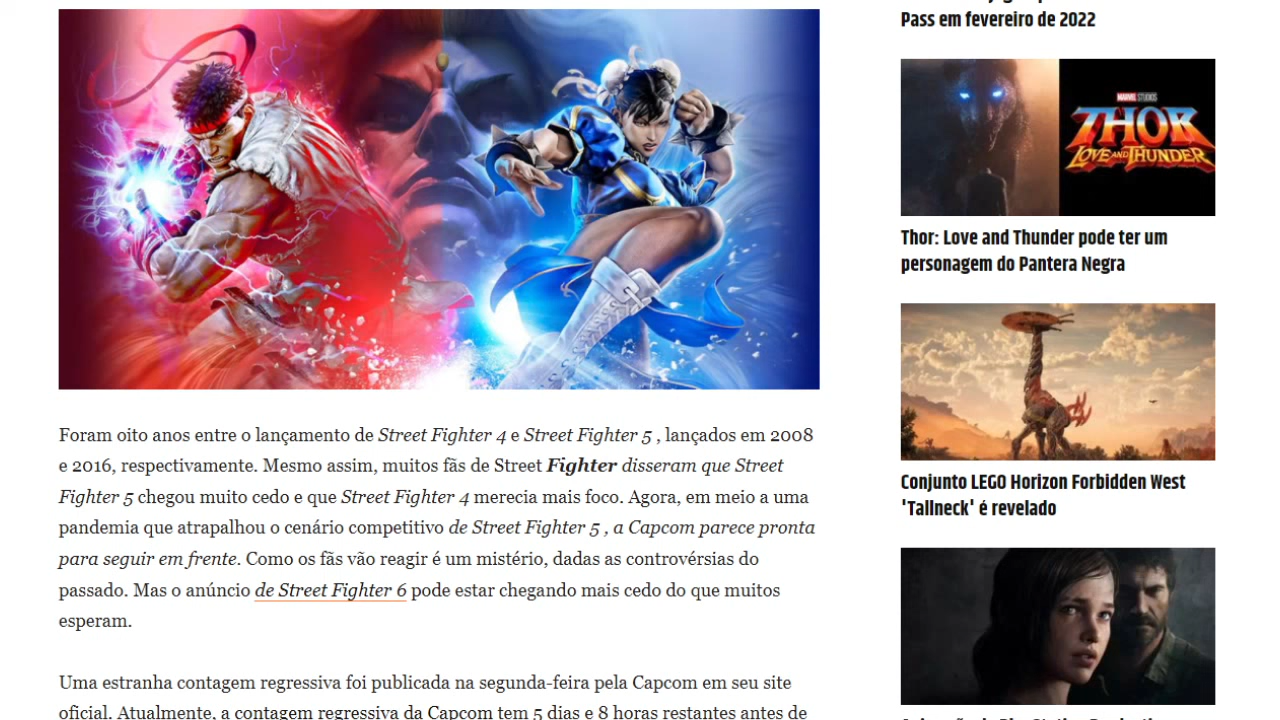 Foram oito anos entre o lançamento de Street Fighter 4 e Street Fighter 5 , lançados em 2008
e 2016, respectivamente. Mesmo assim, muitos fãs de Street Fighter disseram que Street
Fighter 5 chegou muito cedo e que Street Fighter 4 merecia mais foco. Agora, em meio a uma
pandemia que atrapalhou o cenário competitivo de Street Fighter 5 , a Capcom parece pronta
para seguir em frente. Como os fãs vão reagir é um mistério, dadas as controvérsias do
passado. Mas o anúncio de Street Fighter 6 pode estar chegando mais cedo do que muitos
esperam.
Uma estranha contagem regressiva foi publicada na segunda-feira pela Capcom em seu site
oficial. Atualmente, a contagem regressiva da Capcom tem 5 dias e 8 horas restantes antes de
Pass em fevereiro de 2022
MARVEL STUDIOS
THOR
LOVE AND THUNDER
Thor: Love and Thunder pode ter um
personagem do Pantera Negra
Conjunto LEGO Horizon Forbidden West
'Tallneck' é revelado